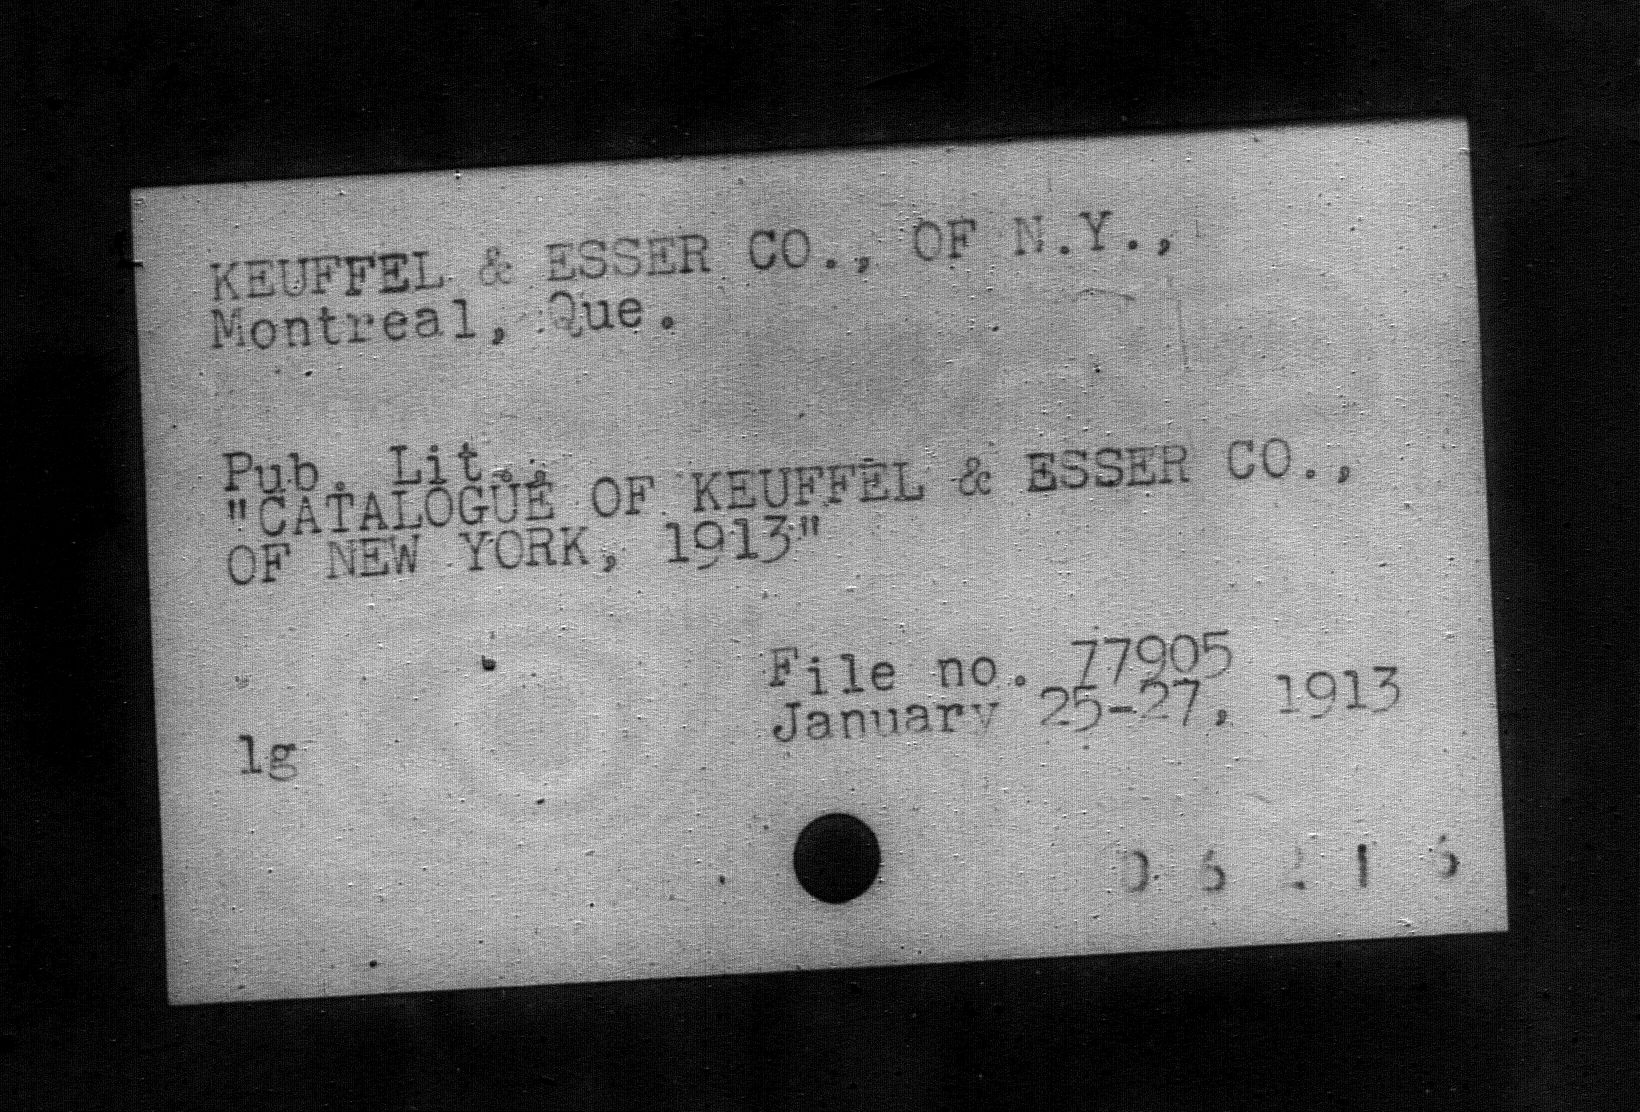 KEUFFEL & ESSER CO., OF N.Y.,
Montreal, Que.
Pub. Lit.,
"CATALOGUE OF KEUFFEL & ESSER CO.,
OF NEW YORK, 1913"
File no. 77905
January 25-27, 1913
lg